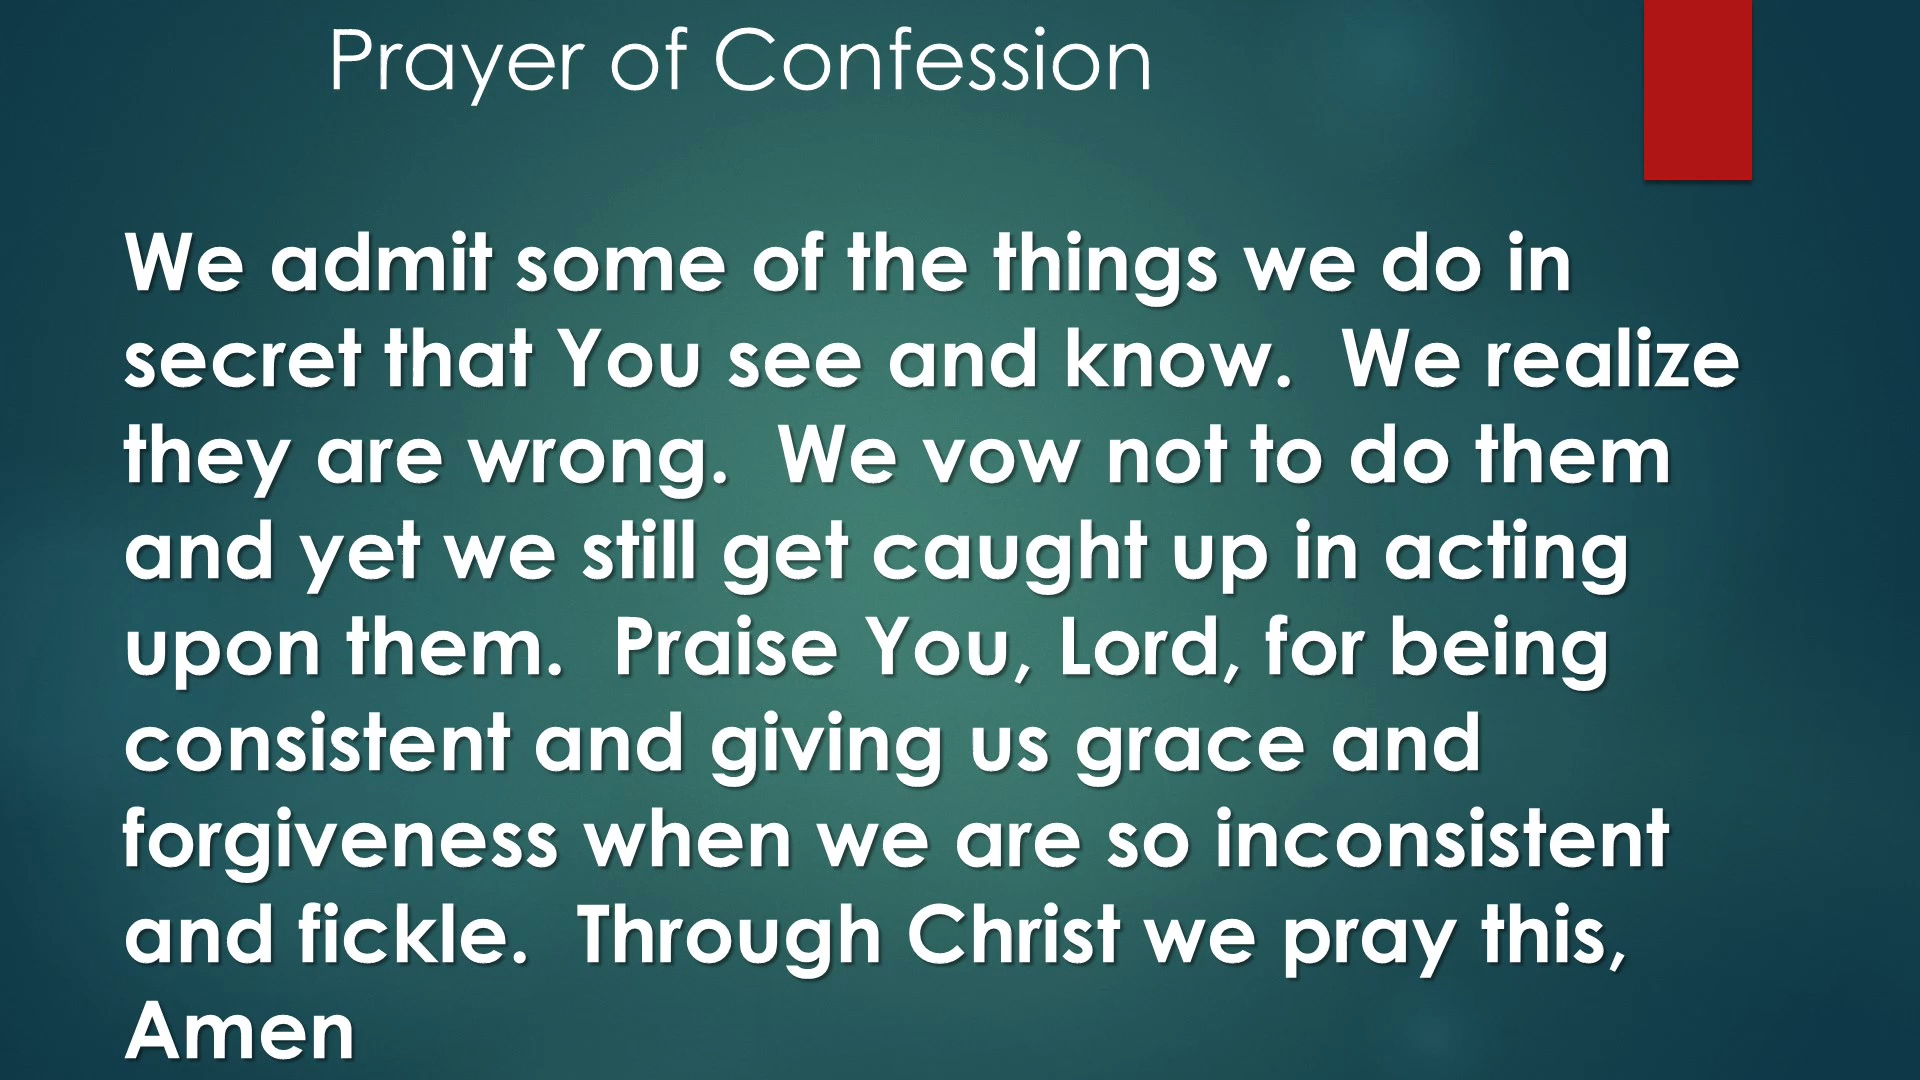 Prayer of Confession
We admit some of the things we do in
secret that You see and know.  We realize
they are wrong.  We vow not to do them
and yet we still get caught up in acting
upon them.  Praise You, Lord, for being
consistent and giving us grace and
forgiveness when we are so inconsistent
and fickle.  Through Christ we pray this,
Amen